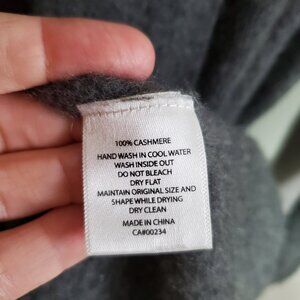 100% CASHMERE
HAND WASH IN COOL WATER
WASH INSIDE OUT
DO NOT BLEACH
DRY FLAT
MAINTAIN ORIGINAL SIZE AND
SHAPE WHILE DRYING
DRY CLEAN
MADE IN CHINA
CA#00234